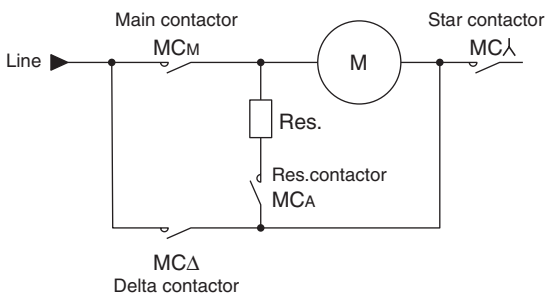 Main contactor
MCM
Star contactor
MC⅄
Line
M
Res.
Res.contactor
MCA
MCΔ
Delta contactor